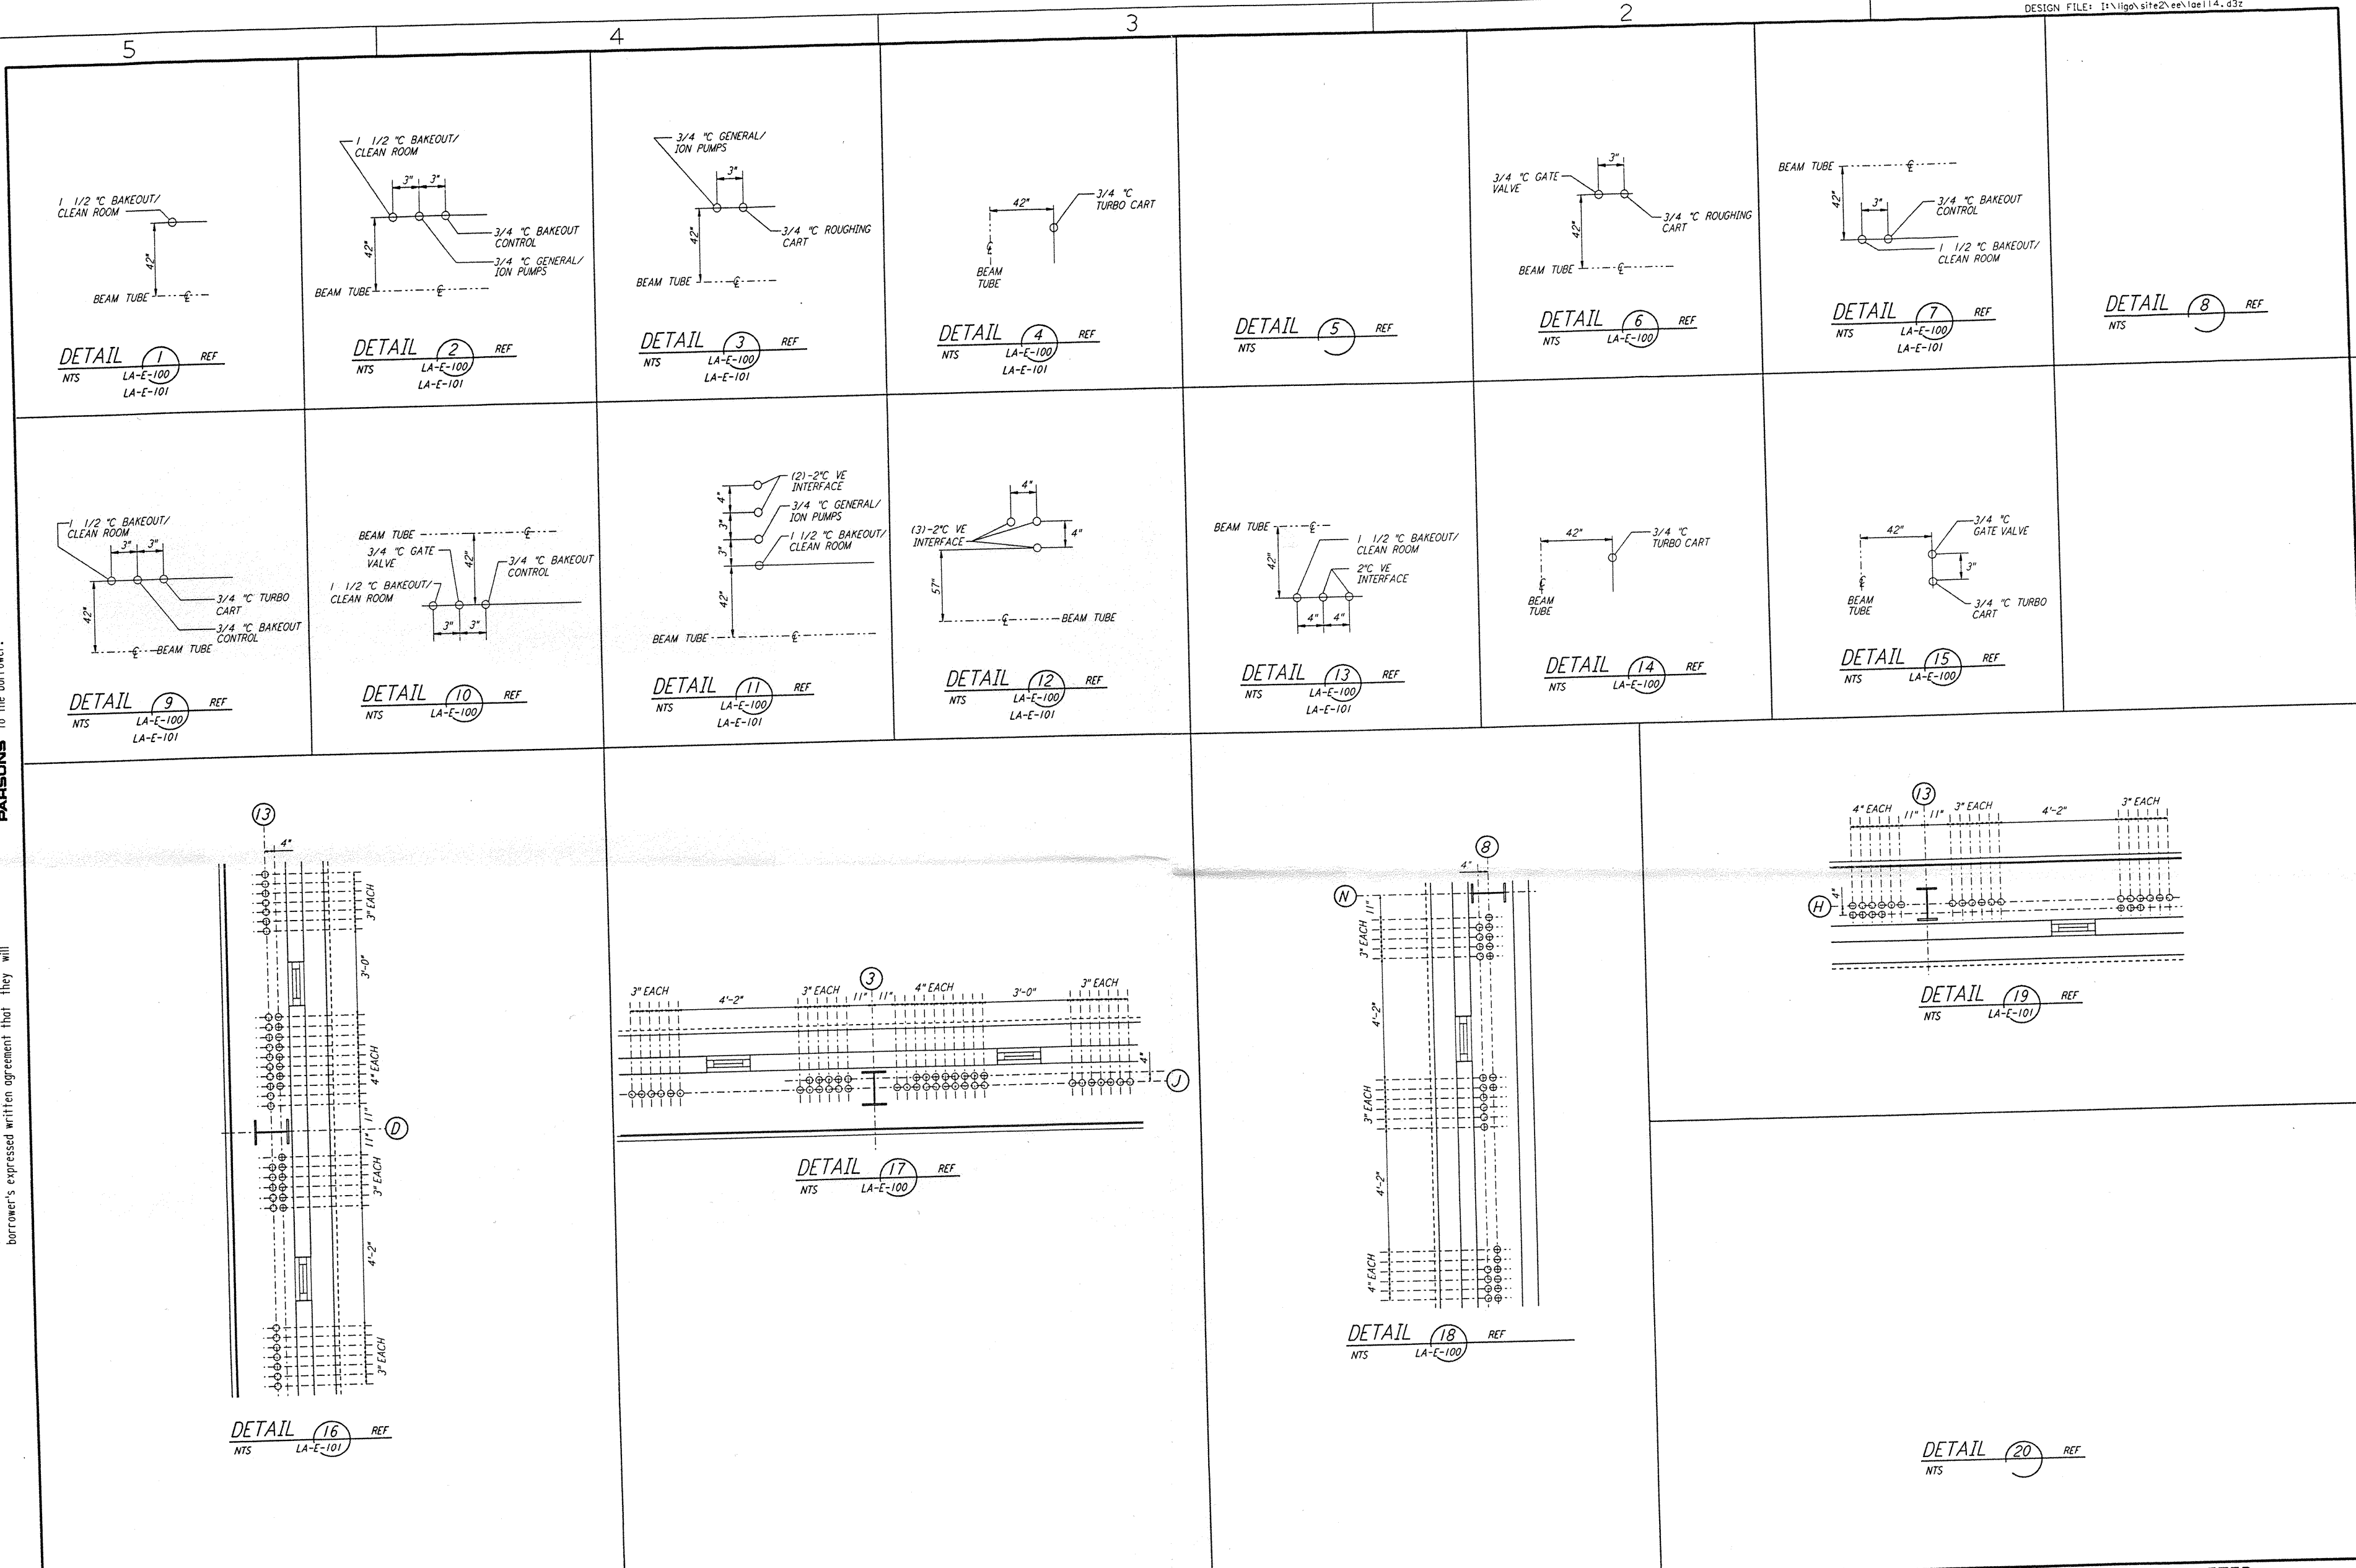 DESIGN FILE: I:\ligo\site2\ee\lae114.d3z
5
4
3
2
1 1/2 "C BAKEOUT/
CLEAN ROOM
42"
BEAM TUBE
DETAIL 1 REF
NTS LA-E-100
LA-E-101
1 1/2 "C BAKEOUT/
CLEAN ROOM
3" 3"
42"
3/4 "C BAKEOUT
CONTROL
3/4 "C GENERAL/
ION PUMPS
BEAM TUBE
DETAIL 2 REF
NTS LA-E-100
LA-E-101
3/4 "C GENERAL/
ION PUMPS
3"
42"
3/4 "C ROUGHING
CART
BEAM TUBE
DETAIL 3 REF
NTS LA-E-100
LA-E-101
3/4 "C
TURBO CART
42"
BEAM
TUBE
DETAIL 4 REF
NTS LA-E-100
LA-E-101
DETAIL 5 REF
NTS
3"
3/4 "C GATE
VALVE
3/4 "C ROUGHING
CART
42"
BEAM TUBE
DETAIL 6 REF
NTS LA-E-100
BEAM TUBE
42"
3"
3/4 "C BAKEOUT
CONTROL
1 1/2 "C BAKEOUT/
CLEAN ROOM
DETAIL 7 REF
NTS LA-E-100
LA-E-101
DETAIL 8 REF
NTS
1 1/2 "C BAKEOUT/
CLEAN ROOM
3" 3"
42"
3/4 "C TURBO
CART
3/4 "C BAKEOUT
CONTROL
BEAM TUBE
DETAIL 9 REF
NTS LA-E-100
LA-E-101
BEAM TUBE
3/4 "C GATE
VALVE
42"
3/4 "C BAKEOUT
CONTROL
1 1/2 "C BAKEOUT/
CLEAN ROOM
3" 3"
DETAIL 10 REF
NTS LA-E-100
(2)-2"C VE
INTERFACE
4"
3/4 "C GENERAL/
ION PUMPS
3"
1 1/2 "C BAKEOUT/
CLEAN ROOM
3"
42"
BEAM TUBE
DETAIL 11 REF
NTS LA-E-100
LA-E-101
4"
(3)-2"C VE
INTERFACE
4"
57"
BEAM TUBE
DETAIL 12 REF
NTS LA-E-100
LA-E-101
BEAM TUBE
42"
1 1/2 "C BAKEOUT/
CLEAN ROOM
2"C VE
INTERFACE
4" 4"
DETAIL 13 REF
NTS LA-E-100
LA-E-101
42"
3/4 "C
TURBO CART
BEAM
TUBE
DETAIL 14 REF
NTS LA-E-100
42"
3/4 "C
GATE VALVE
3"
BEAM
TUBE
3/4 "C TURBO
CART
DETAIL 15 REF
NTS LA-E-100
PARSONS to the borrower.
borrower's expressed written agreement that they will
13
4"
3" EACH
3'-0"
4" EACH
11"
D
11"
3" EACH
4'-2"
3" EACH
DETAIL 16 REF
NTS LA-E-101
3
3" EACH 4'-2" 3" EACH 11" 11" 4" EACH 3'-0" 3" EACH
4"
J
DETAIL 17 REF
NTS LA-E-100
8
4"
N
11"
3" EACH
4'-2"
3" EACH
4'-2"
4" EACH
DETAIL 18 REF
NTS LA-E-100
13
4" EACH 11" 11" 3" EACH 4'-2" 3" EACH
4"
H
DETAIL 19 REF
NTS LA-E-101
DETAIL 20 REF
NTS